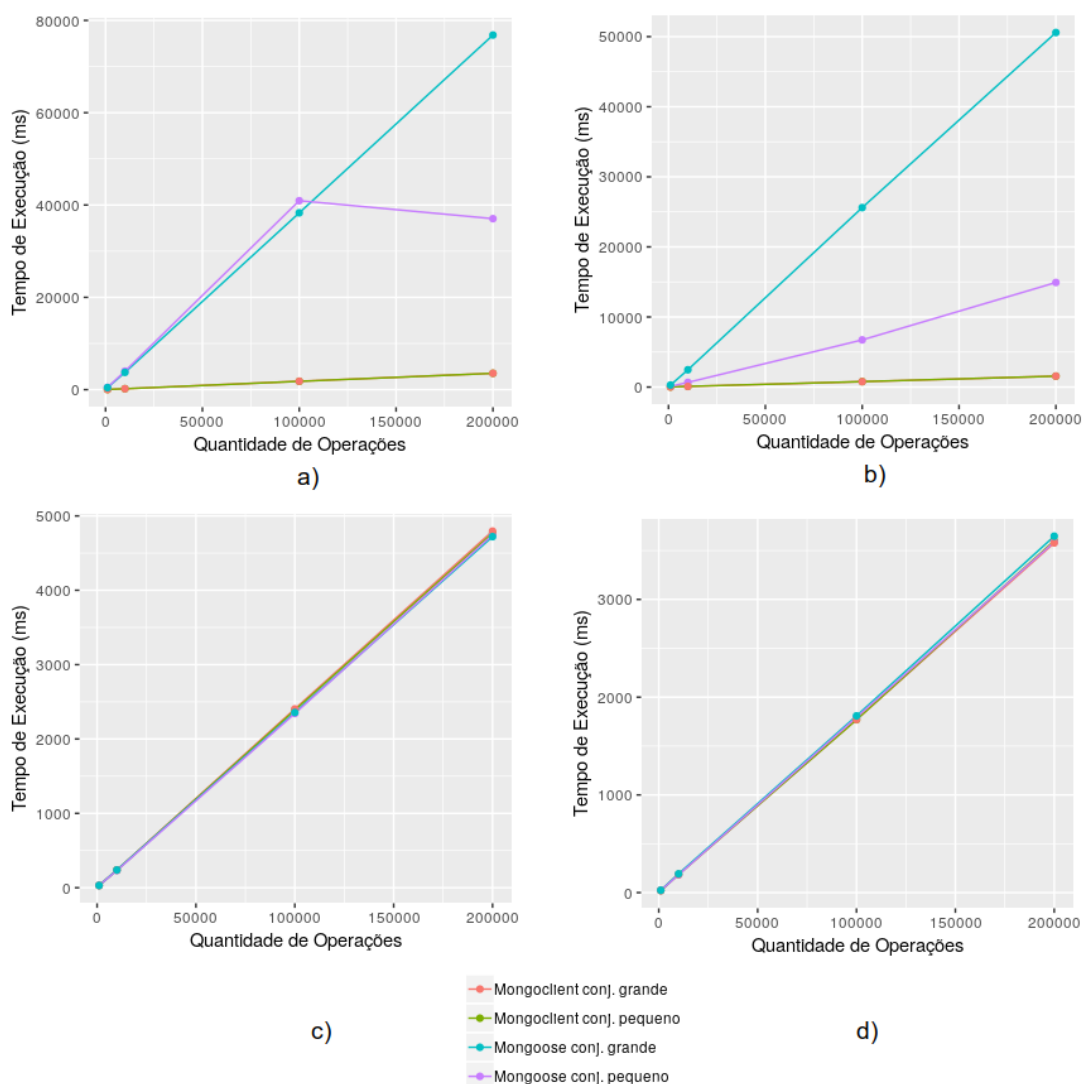 80000
60000
40000
20000
0
Tempo de Execução (ms)
0 50000 100000 150000 200000
Quantidade de Operações
a)
50000
40000
30000
20000
10000
0
Tempo de Execução (ms)
0 50000 100000 150000 200000
Quantidade de Operações
b)
5000
4000
3000
2000
1000
0
Tempo de Execução (ms)
0 50000 100000 150000 200000
Quantidade de Operações
c)
3000
2000
1000
0
Tempo de Execução (ms)
0 50000 100000 150000 200000
Quantidade de Operações
d)
Mongoclient conj. grande
Mongoclient conj. pequeno
Mongoose conj. grande
Mongoose conj. pequeno